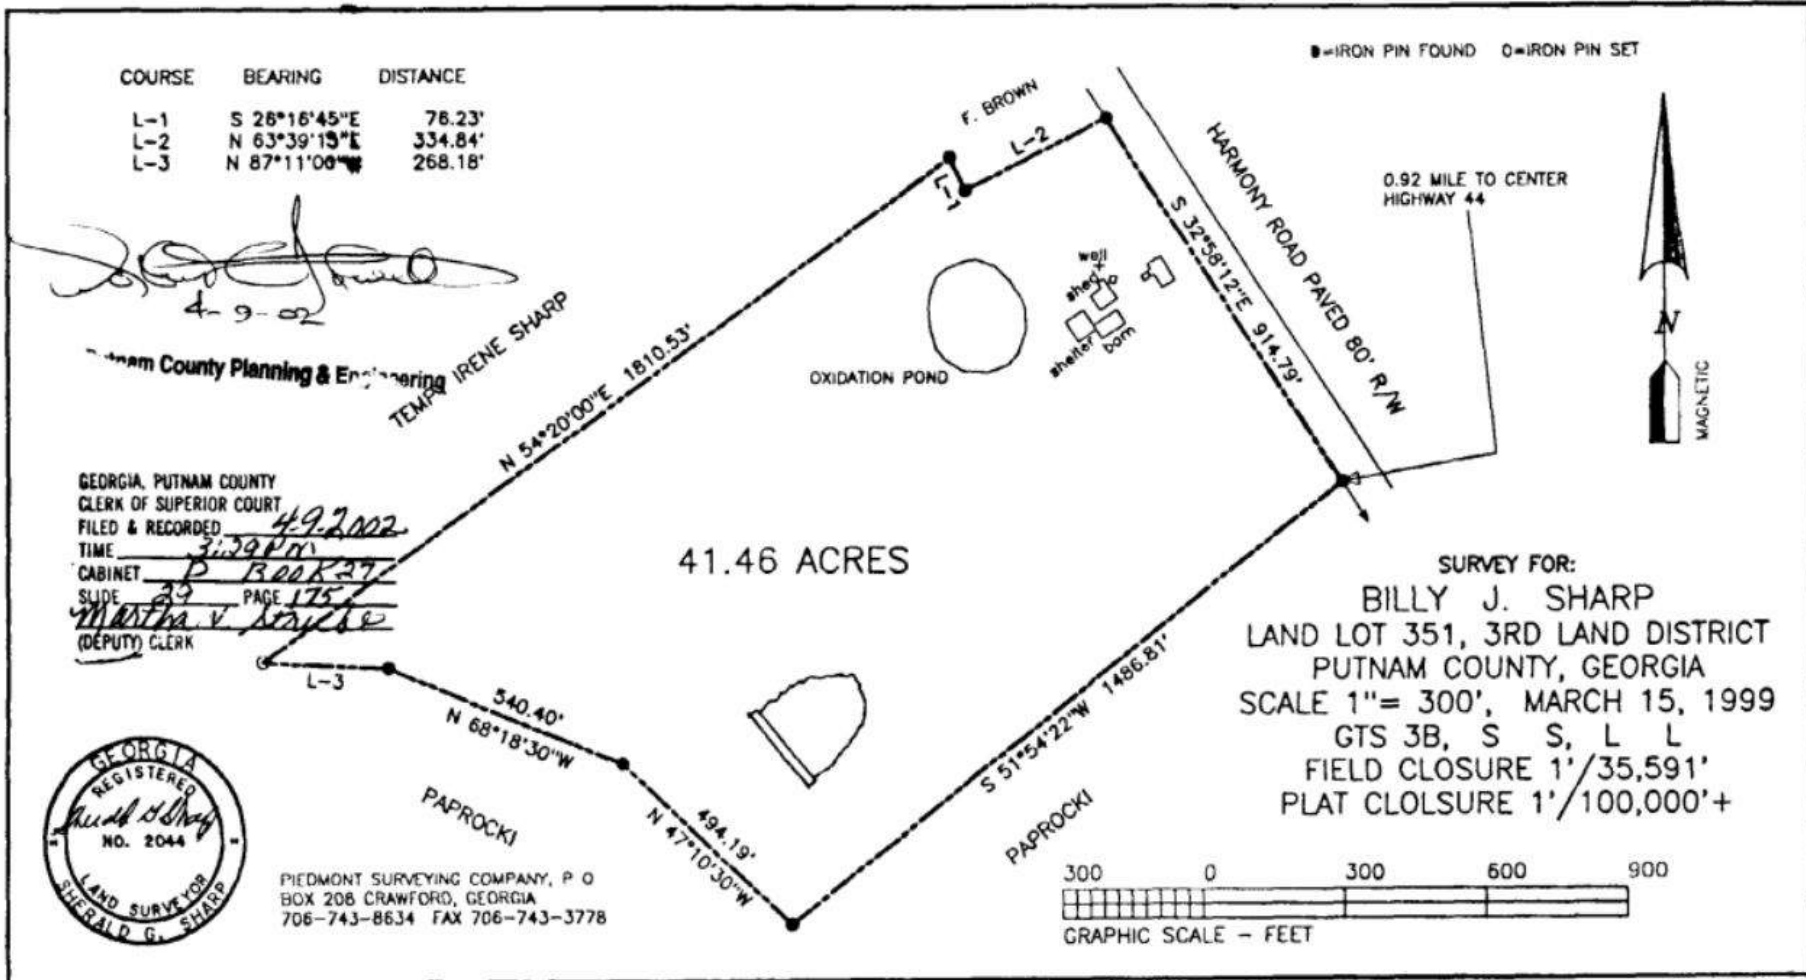 ■=IRON PIN FOUND O=IRON PIN SET
COURSE BEARING DISTANCE
L-1 S 26°16'45"E 76.23'
L-2 N 63°39'15"E 334.84'
L-3 N 87°11'00"W 268.18'
4-9-02
Putnam County Planning & Engineering
TEMPY IRENE SHARP
N 54°20'00"E 1810.53'
F. BROWN
L-1
L-2
S 32°58'12"E 914.79'
HARMONY ROAD PAVED 80' R/W
0.92 MILE TO CENTER
HIGHWAY 44
N
MAGNETIC
well
shed
shelter
barn
OXIDATION POND
41.46 ACRES
GEORGIA, PUTNAM COUNTY
CLERK OF SUPERIOR COURT
FILED & RECORDED 4-9-2002
TIME 3:29 PM
CABINET D BOOK 27
SLIDE 29 PAGE 175
Martha V.
(DEPUTY) CLERK
L-3
540.40'
N 68°18'30"W
494.19'
N 47°10'30"W
S 51°54'22"W 1486.81'
PAPROCKI
PAPROCKI
SURVEY FOR:
BILLY J. SHARP
LAND LOT 351, 3RD LAND DISTRICT
PUTNAM COUNTY, GEORGIA
SCALE 1"= 300', MARCH 15, 1999
GTS 3B, S S, L L
FIELD CLOSURE 1'/35,591'
PLAT CLOLSURE 1'/100,000'+
GEORGIA
REGISTERED
NO. 2044
LAND SURVEYOR
SHERALD G. SHARP
PIEDMONT SURVEYING COMPANY, P O
BOX 208 CRAWFORD, GEORGIA
706-743-8634 FAX 706-743-3778
300 0 300 600 900
GRAPHIC SCALE - FEET